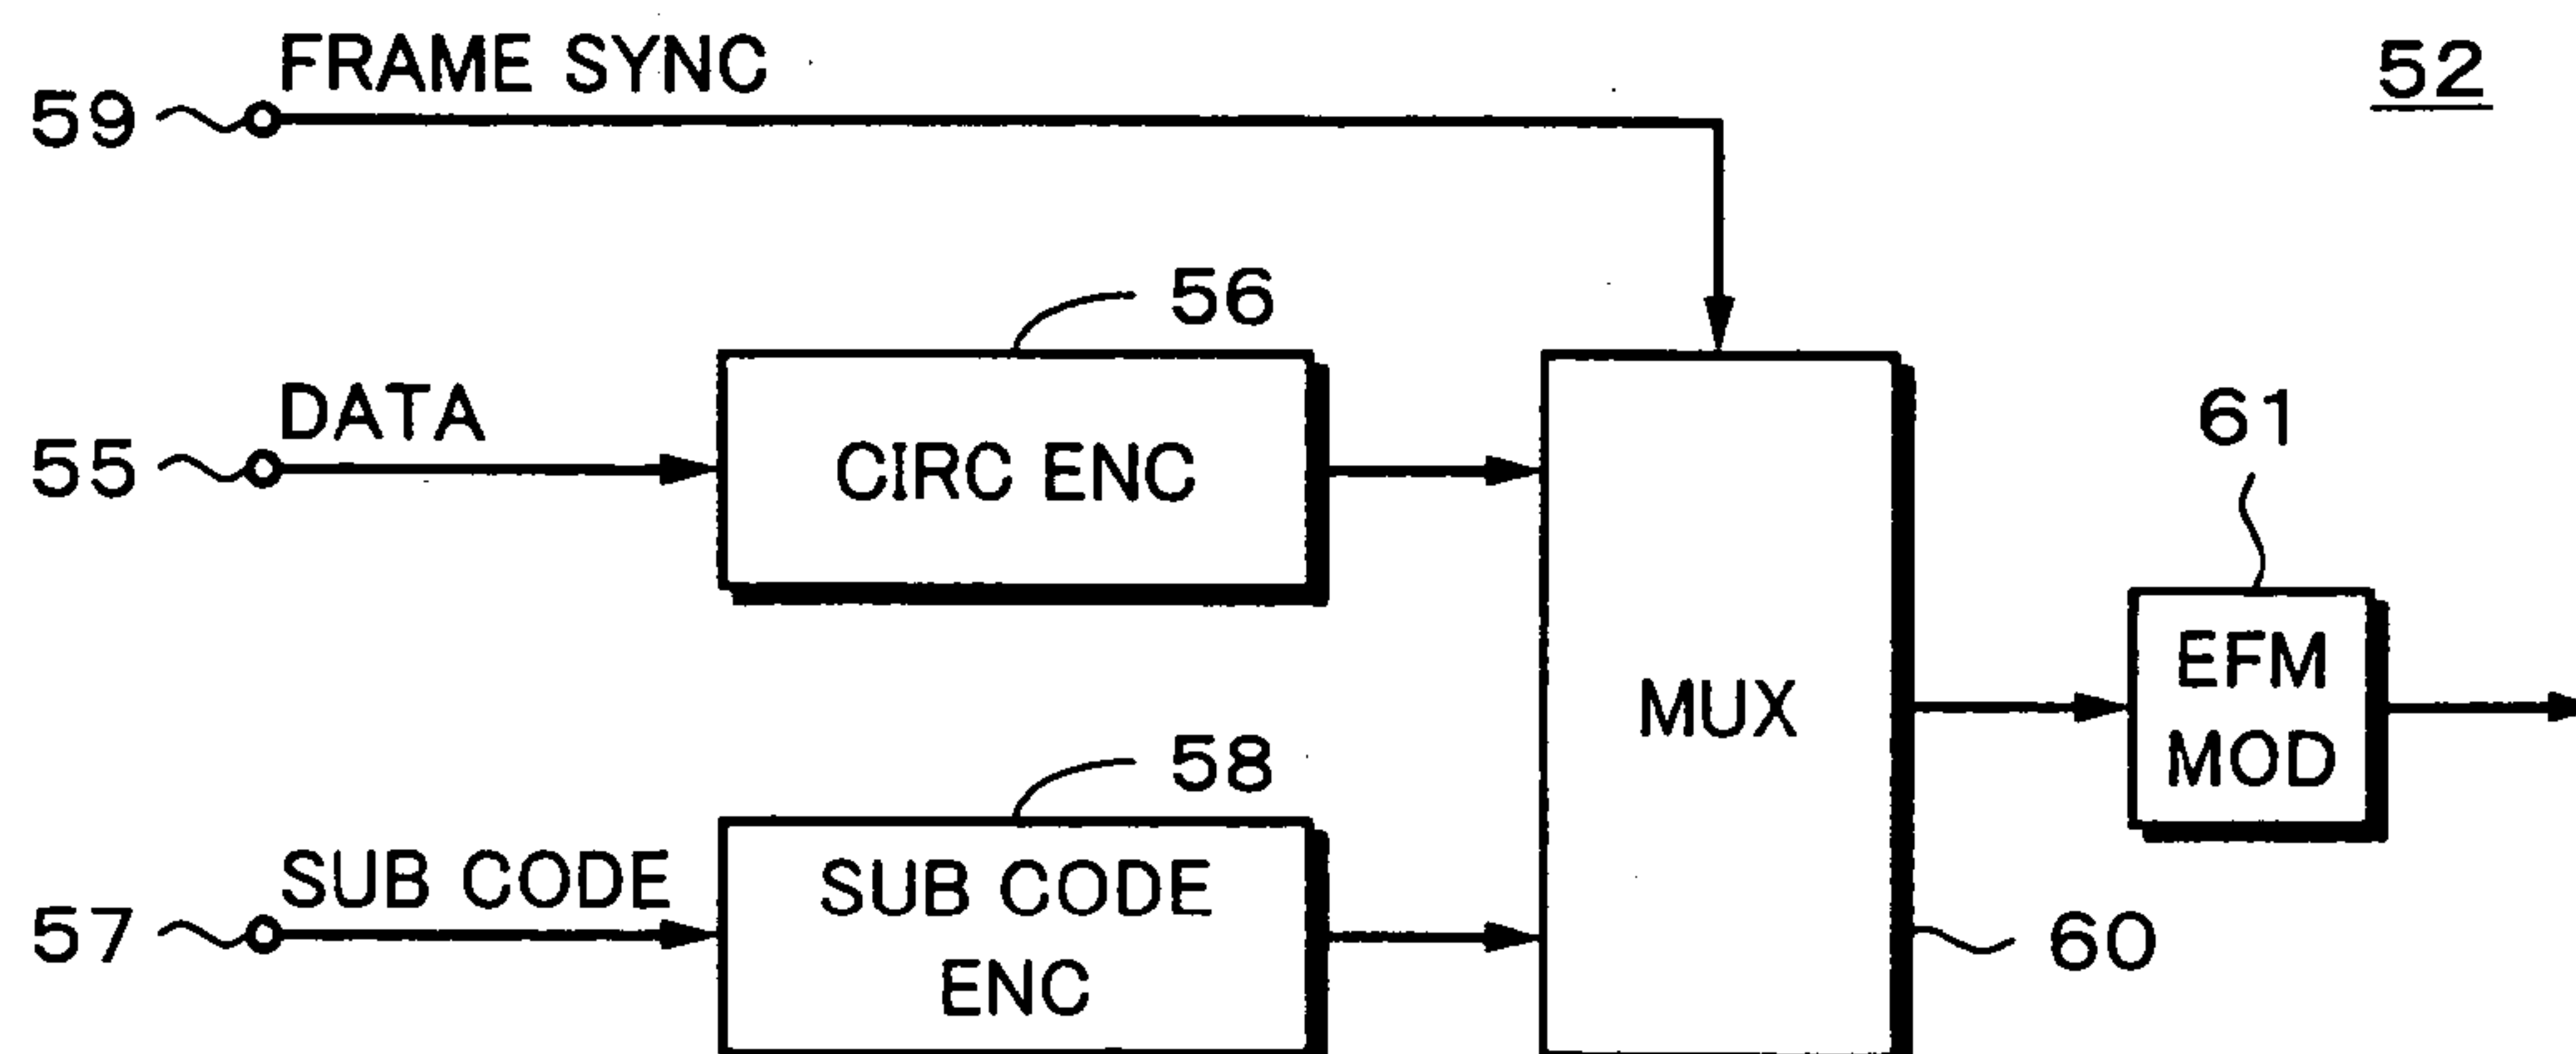 FRAME SYNC
52
59
56
DATA
55
CIRC ENC
61
MUX
EFM
MOD
58
SUB CODE
57
SUB CODE
ENC
60